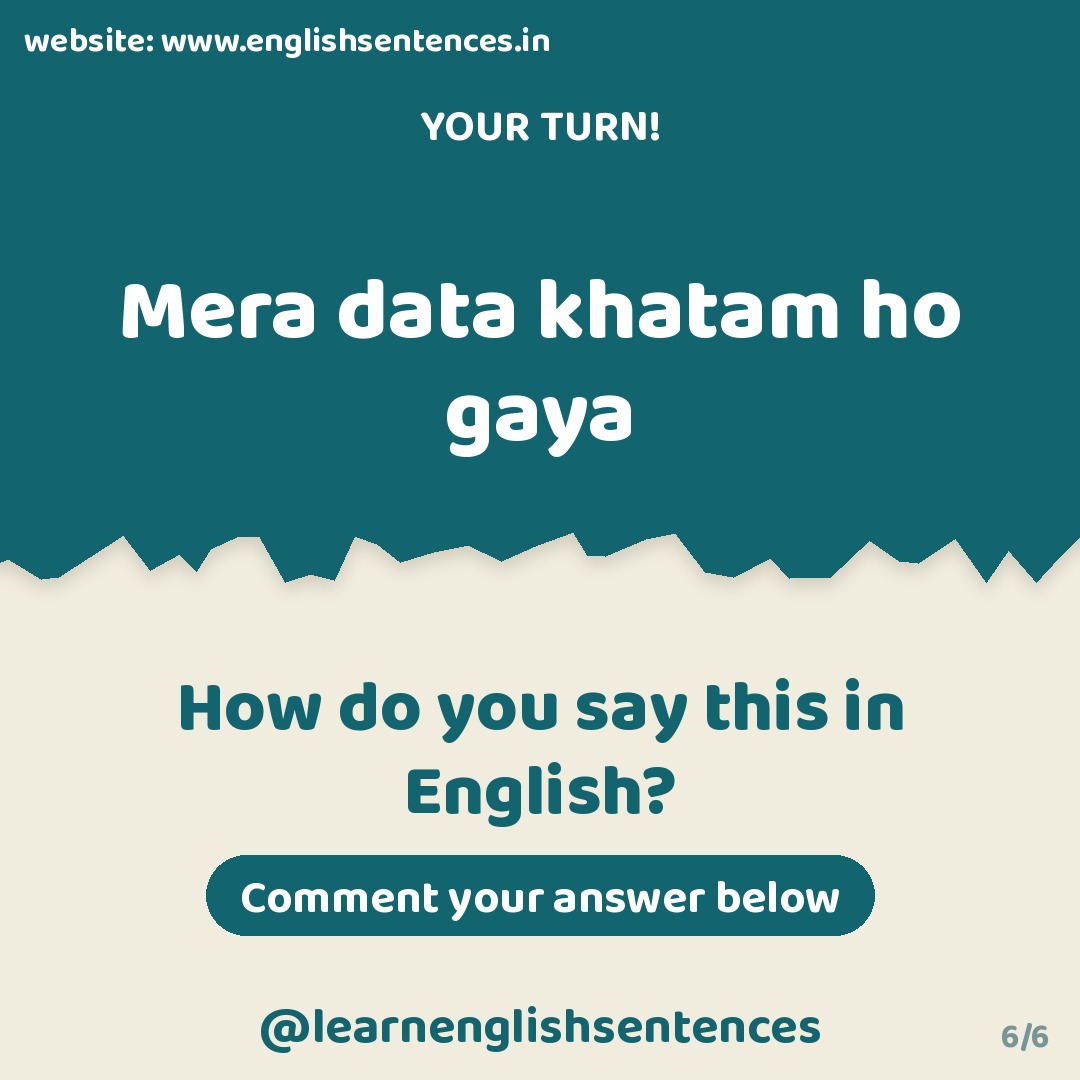 website: www.englishsentences.in
YOUR TURN!
Mera data khatam ho
gaya
How do you say this in
English?
Comment your answer below
@learnenglishsentences
6/6